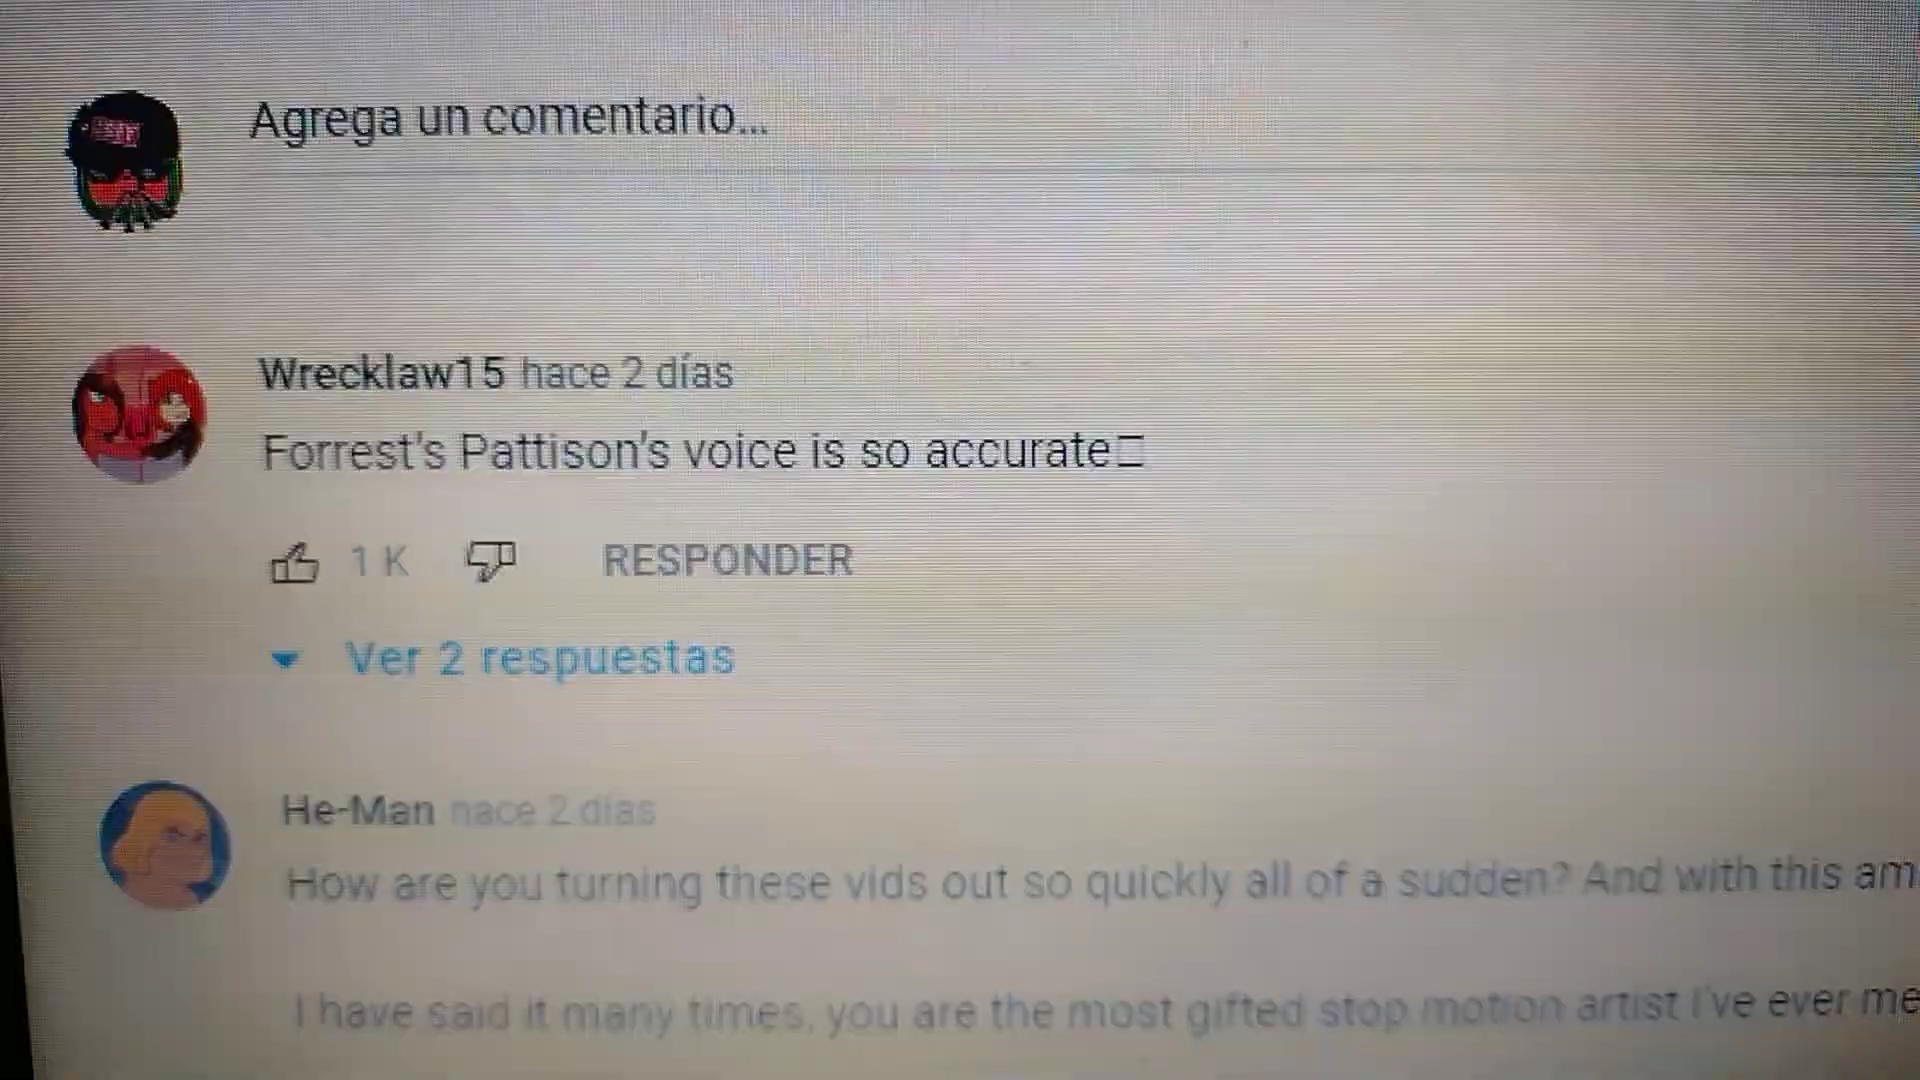 Agrega un comentario...
Wrecklaw15 hace 2 días
Forrest's Pattison's voice is so accurate□
1 K RESPONDER
Ver 2 respuestas
He-Man hace 2 días
How are you turning these vids out so quickly all of a sudden? And with this am
I have said it many times, you are the most gifted stop motion artist I've ever me